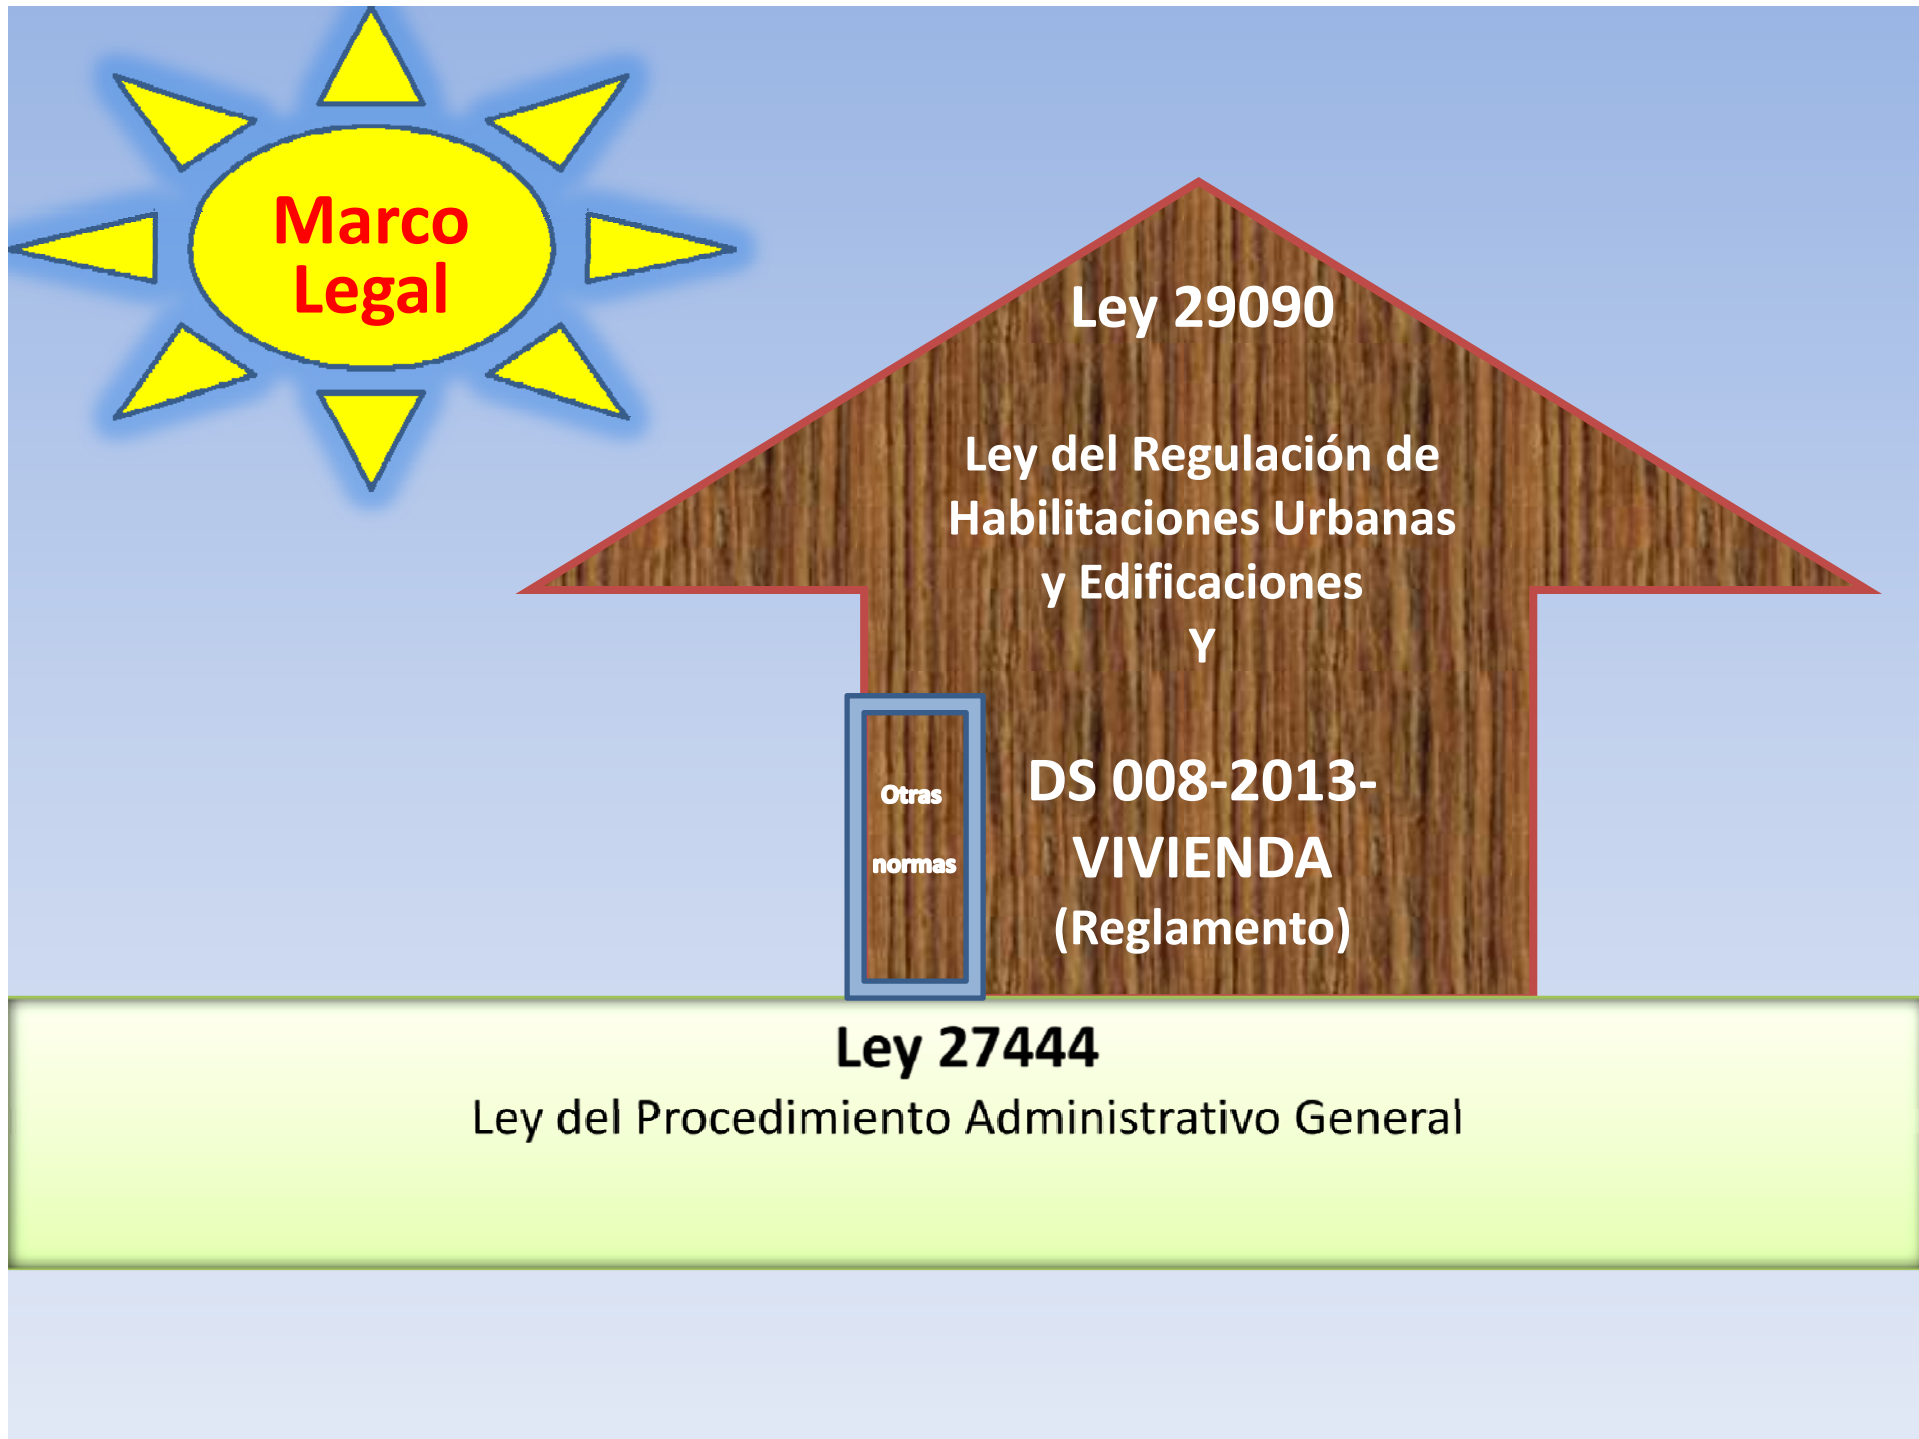 Marco
Legal
Ley 29090
Ley del Regulación de
Habilitaciones Urbanas
y Edificaciones
Y
DS 008-2013-
VIVIENDA
(Reglamento)
Otras
normas
Ley 27444
Ley del Procedimiento Administrativo General